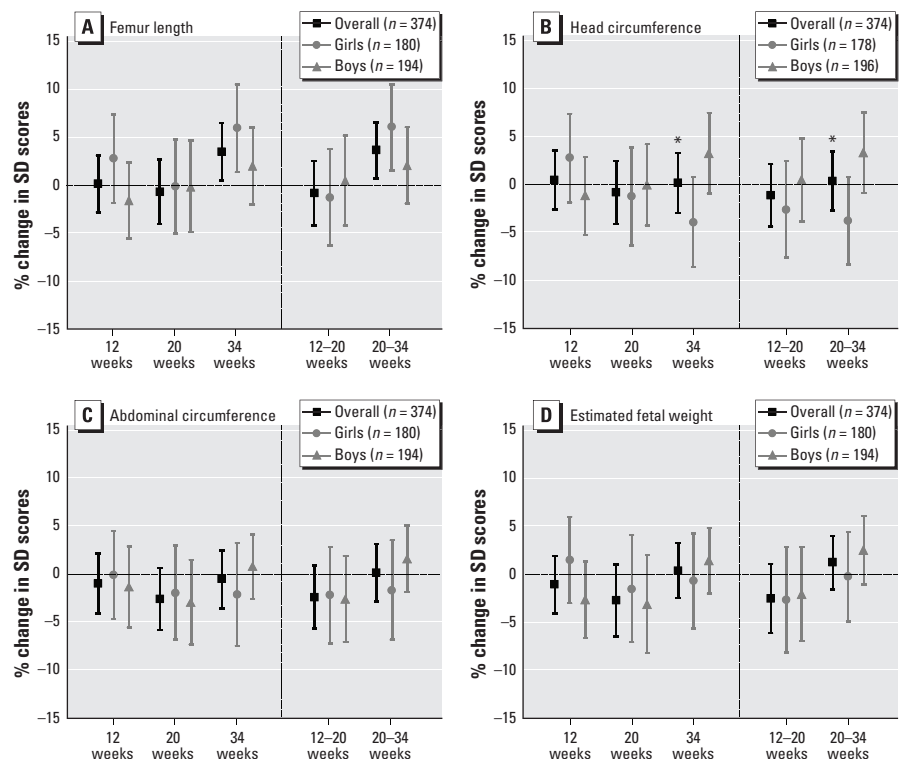 A Femur length
Overall (n = 374)
Girls (n = 180)
Boys (n = 194)
% change in SD scores
15
10
5
0
–5
–10
–15
12 weeks
20 weeks
34 weeks
12–20 weeks
20–34 weeks
B Head circumference
Overall (n = 374)
Girls (n = 178)
Boys (n = 196)
% change in SD scores
15
10
5
0
–5
–10
–15
*
*
12 weeks
20 weeks
34 weeks
12–20 weeks
20–34 weeks
C Abdominal circumference
Overall (n = 374)
Girls (n = 180)
Boys (n = 194)
% change in SD scores
15
10
5
0
–5
–10
–15
12 weeks
20 weeks
34 weeks
12–20 weeks
20–34 weeks
D Estimated fetal weight
Overall (n = 374)
Girls (n = 180)
Boys (n = 194)
% change in SD scores
15
10
5
0
–5
–10
–15
12 weeks
20 weeks
34 weeks
12–20 weeks
20–34 weeks